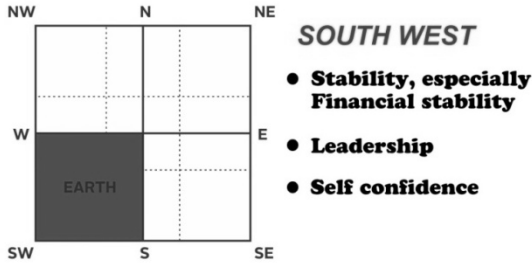 NW N NE
SOUTH WEST
• Stability, especially
Financial stability
W E
• Leadership
EARTH
• Self confidence
SW S SE